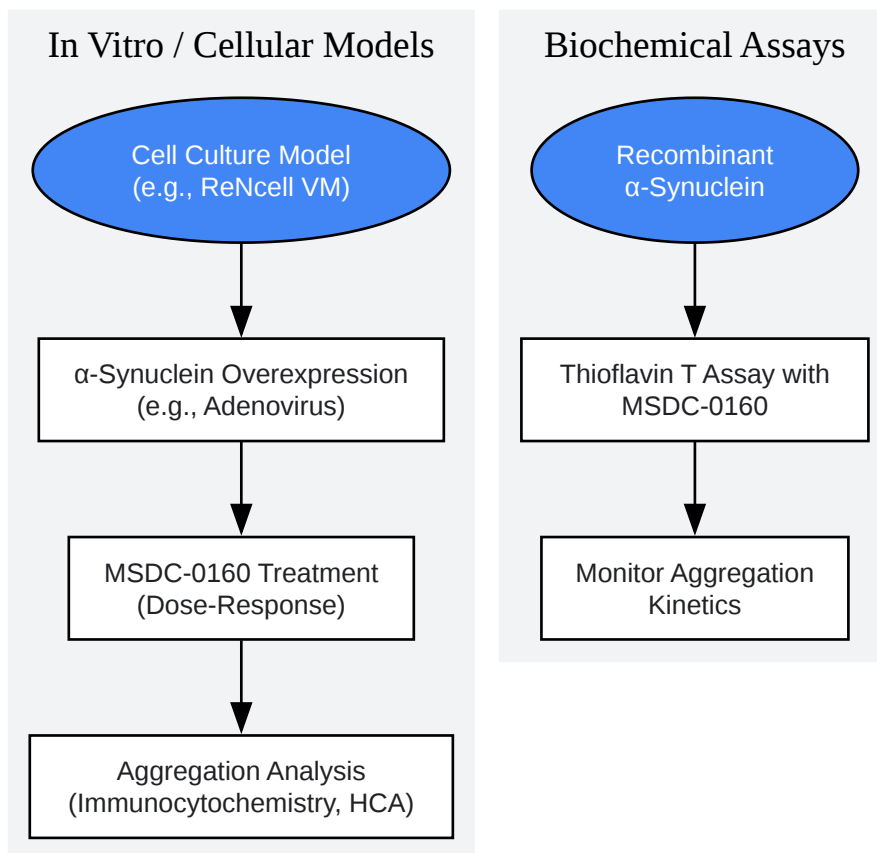 In Vitro / Cellular Models
Cell Culture Model
(e.g., ReNcell VM)
α-Synuclein Overexpression
(e.g., Adenovirus)
MSDC-0160 Treatment
(Dose-Response)
Aggregation Analysis
(Immunocytochemistry, HCA)
Biochemical Assays
Recombinant
α-Synuclein
Thioflavin T Assay with
MSDC-0160
Monitor Aggregation
Kinetics